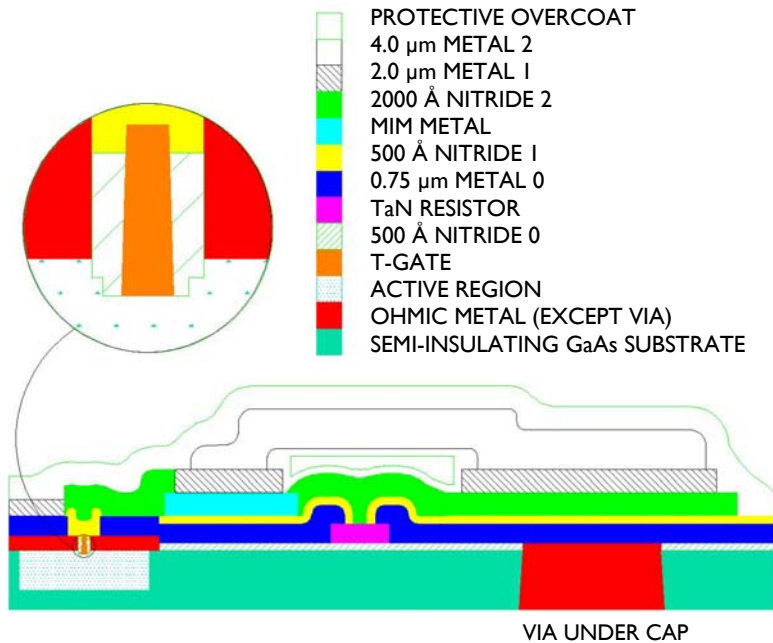 PROTECTIVE OVERCOAT
4.0 µm METAL 2
2.0 µm METAL 1
2000 Å NITRIDE 2
MIM METAL
500 Å NITRIDE 1
0.75 µm METAL 0
TaN RESISTOR
500 Å NITRIDE 0
T-GATE
ACTIVE REGION
OHMIC METAL (EXCEPT VIA)
SEMI-INSULATING GaAs SUBSTRATE
VIA UNDER CAP